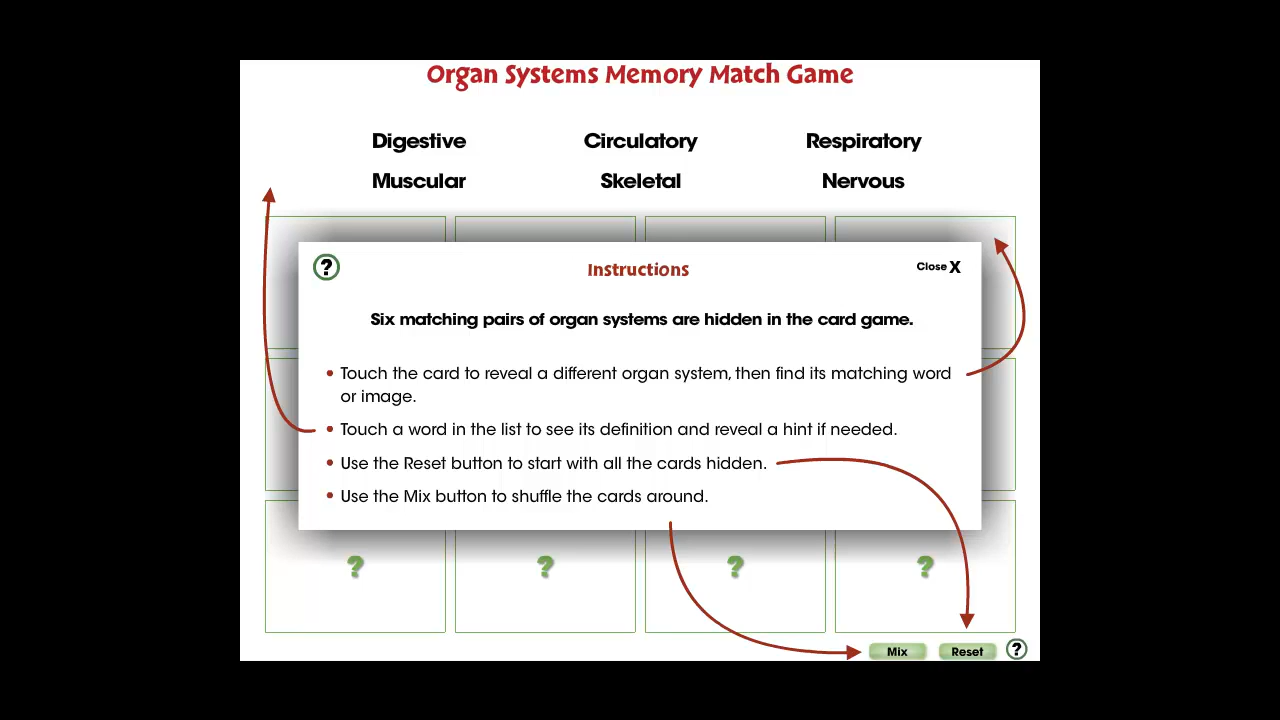 Organ Systems Memory Match Game
Digestive Circulatory Respiratory
Muscular Skeletal Nervous
? Instructions Close X
Six matching pairs of organ systems are hidden in the card game.
• Touch the card to reveal a different organ system, then find its matching word
or image.
• Touch a word in the list to see its definition and reveal a hint if needed.
• Use the Reset button to start with all the cards hidden.
• Use the Mix button to shuffle the cards around.
? ? ? ?
Mix Reset ?